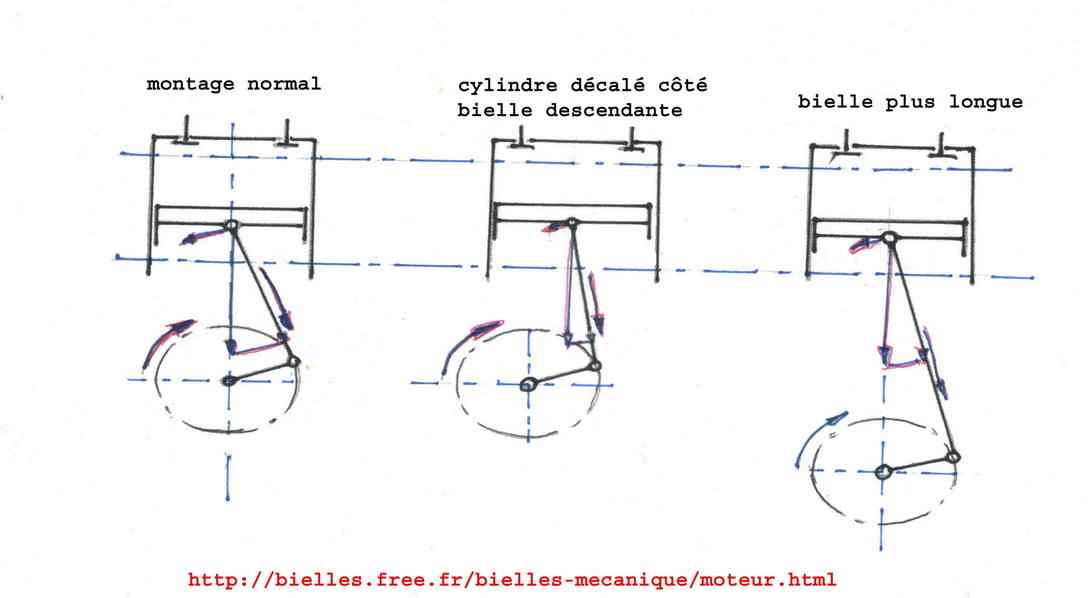 montage normal
cylindre décalé côté
bielle descendante
bielle plus longue
http://bielles.free.fr/bielles-mecanique/moteur.html